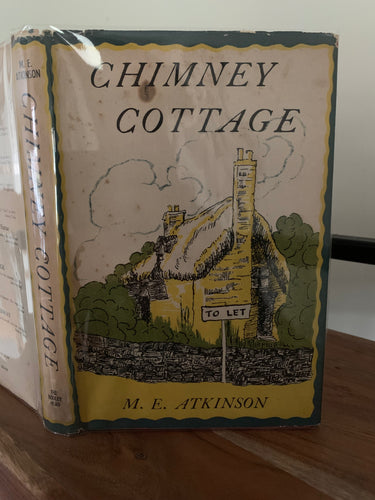 CHIMNEY
COTTAGE
TO LET
M. E. ATKINSON
M. E.
ATKINSON
CHIMNEY COTTAGE
THE
BODLEY
HEAD